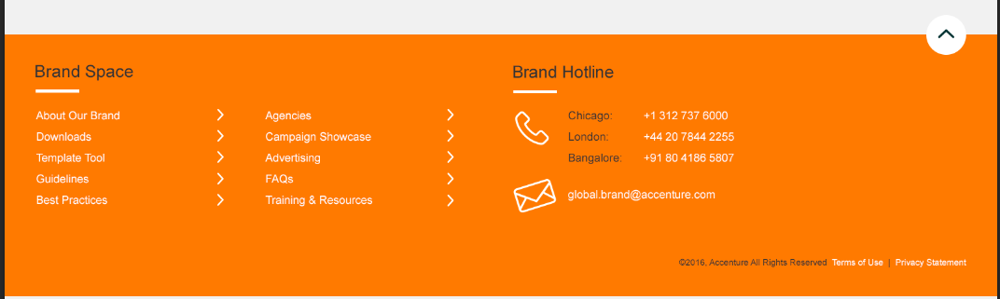 Brand Space
About Our Brand
Downloads
Template Tool
Guidelines
Best Practices
Agencies
Campaign Showcase
Advertising
FAQs
Training & Resources
Brand Hotline
Chicago: +1 312 737 6000
London: +44 20 7844 2255
Bangalore: +91 80 4186 5807
global.brand@accenture.com
©2016, Accenture All Rights Reserved Terms of Use | Privacy Statement